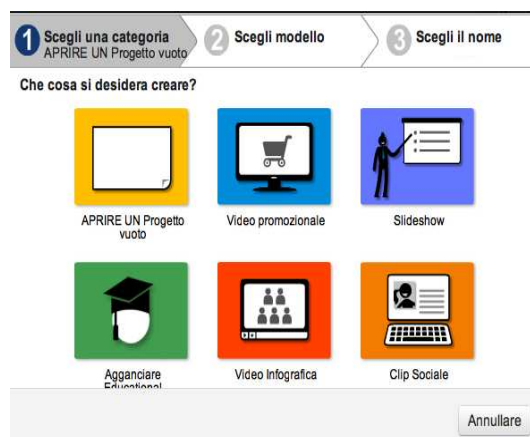 1 Scegli una categoria
APRIRE UN Progetto vuoto
2 Scegli modello
3 Scegli il nome
Che cosa si desidera creare?
APRIRE UN Progetto
vuoto
Video promozionale
Slideshow
Agganciare
Educational
Video Infografica
Clip Sociale
Annullare